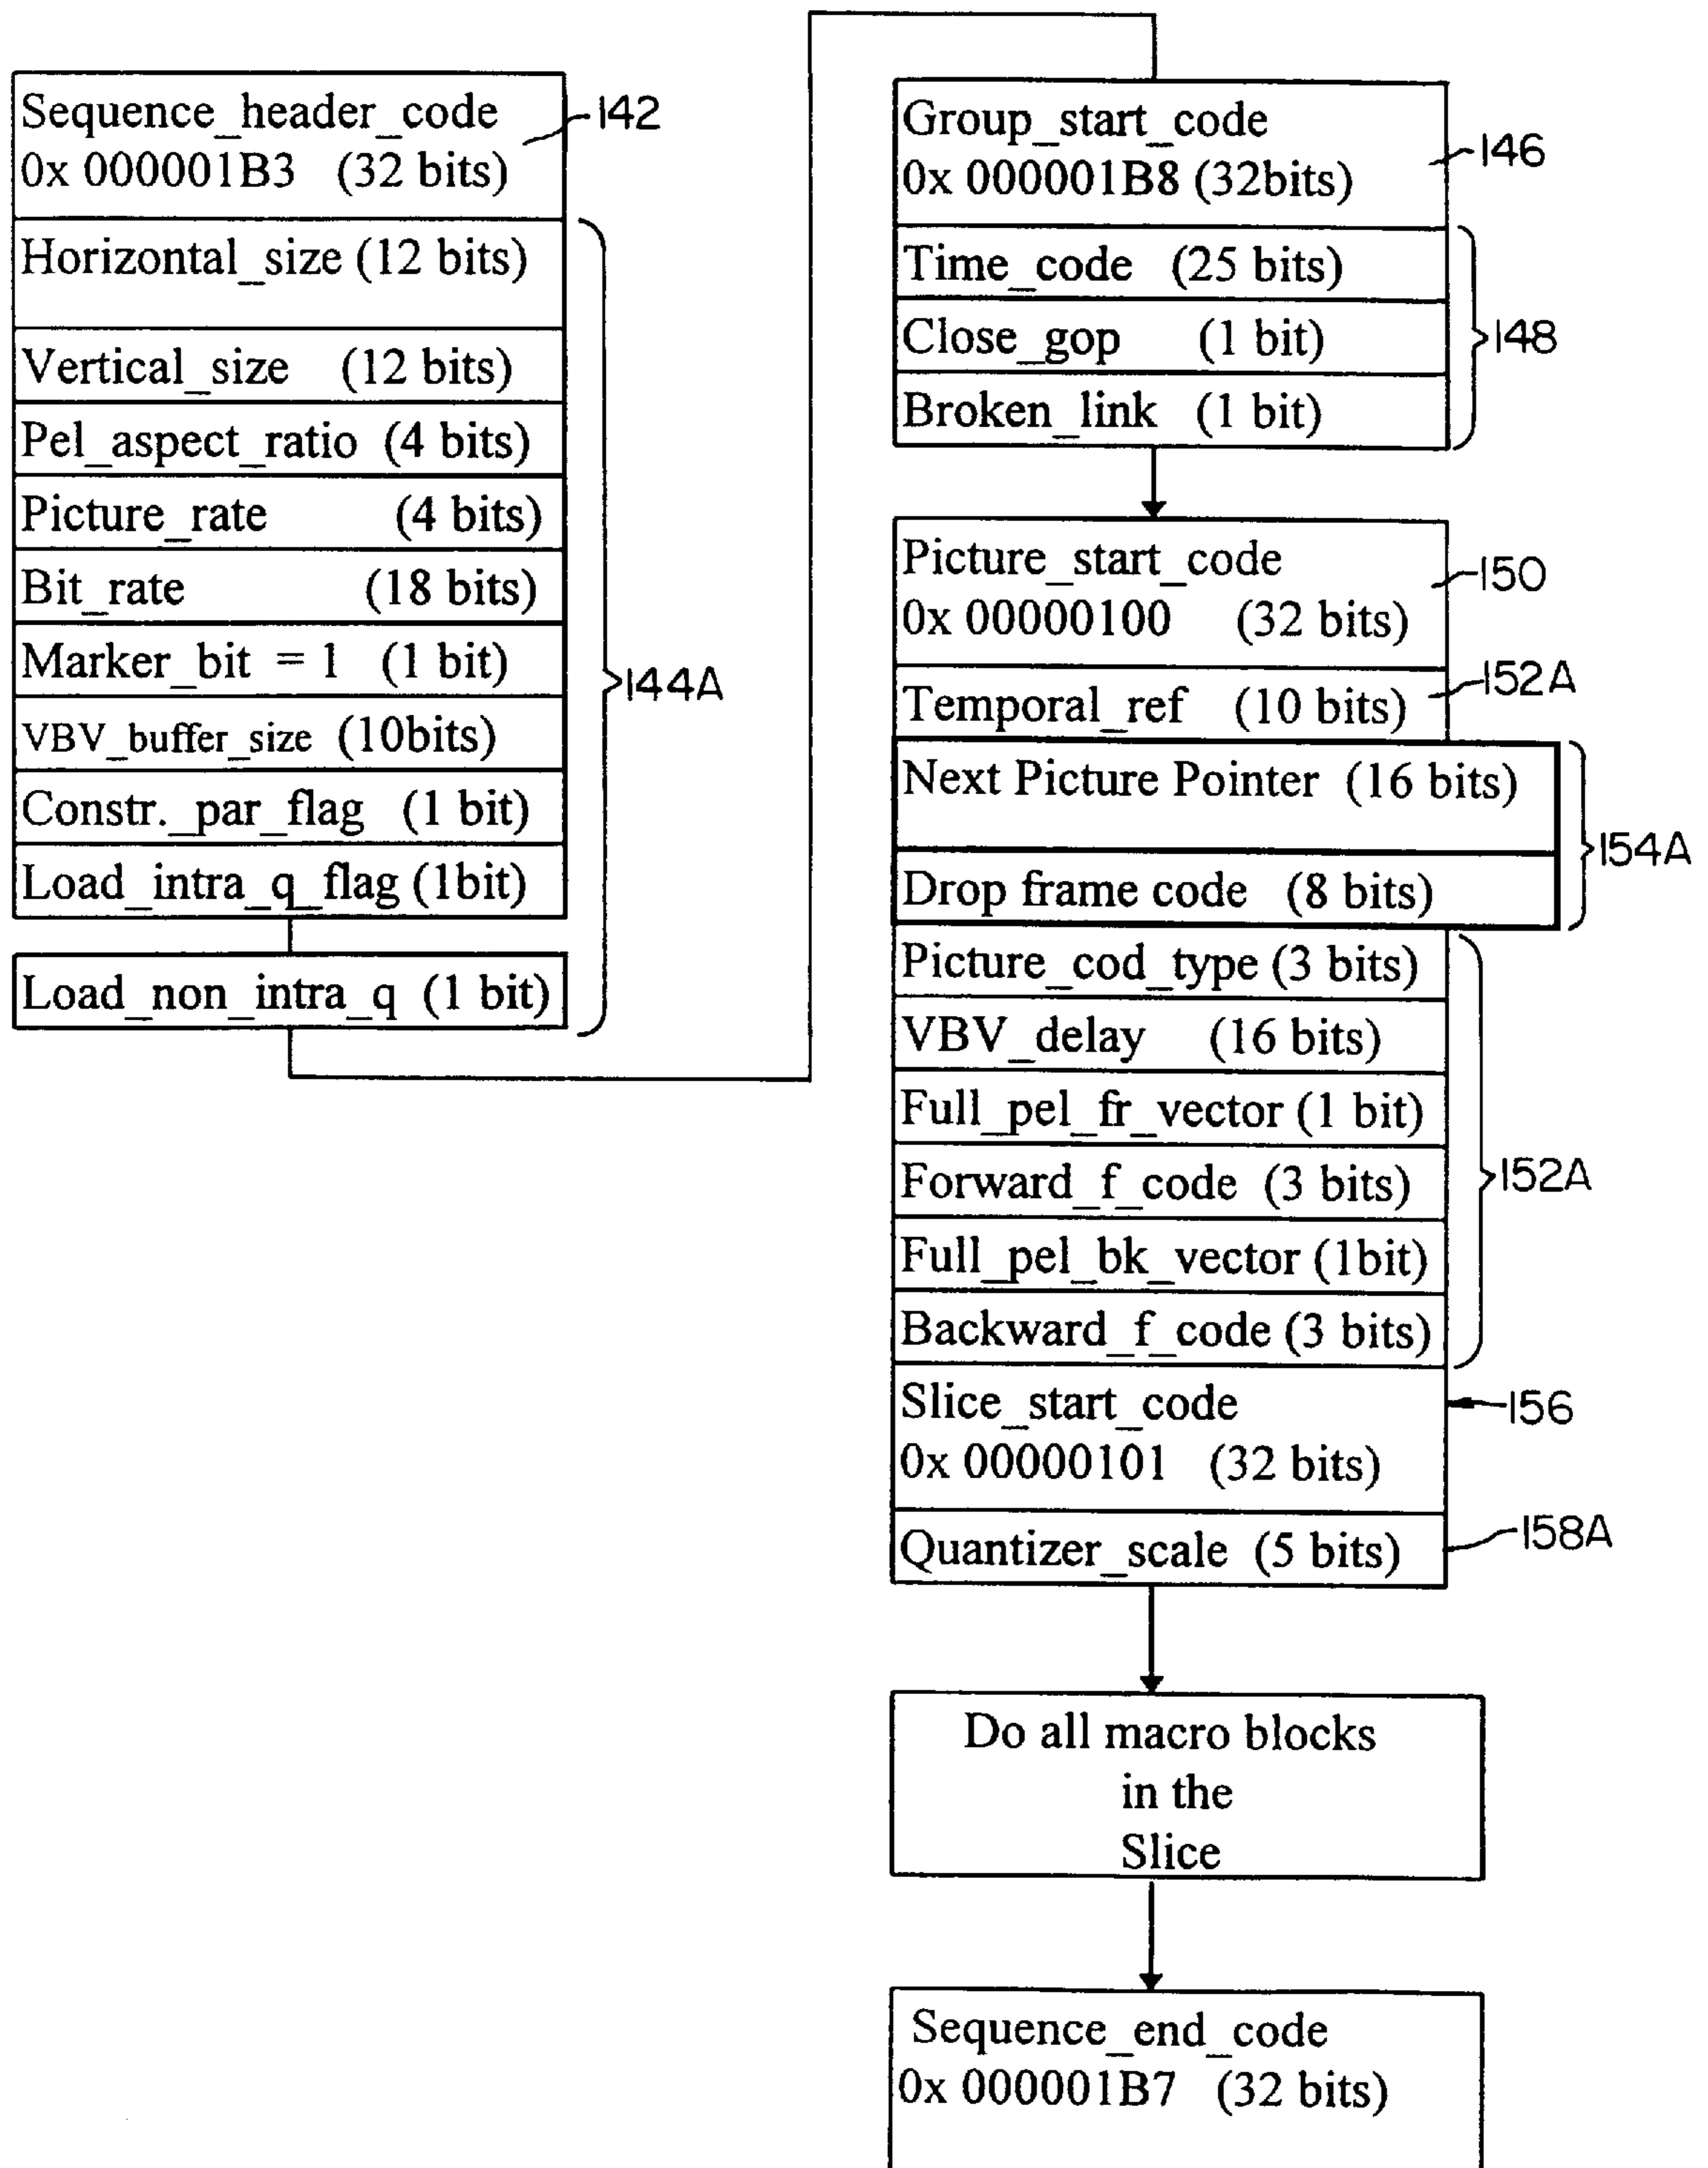 Sequence_header_code
0x 000001B3 (32 bits)
142
Horizontal_size (12 bits)
Vertical_size (12 bits)
Pel_aspect_ratio (4 bits)
Picture_rate (4 bits)
Bit_rate (18 bits)
Marker_bit = 1 (1 bit)
VBV_buffer_size (10bits)
Constr._par_flag (1 bit)
Load_intra_q_flag (1bit)
Load_non_intra_q (1 bit)
144A
Group_start_code
0x 000001B8 (32bits)
146
Time_code (25 bits)
Close_gop (1 bit)
Broken_link (1 bit)
148
Picture_start_code
0x 00000100 (32 bits)
150
Temporal_ref (10 bits)
152A
Next Picture Pointer (16 bits)
Drop frame code (8 bits)
154A
Picture_cod_type (3 bits)
VBV_delay (16 bits)
Full_pel_fr_vector (1 bit)
Forward_f_code (3 bits)
Full_pel_bk_vector (1bit)
Backward_f_code (3 bits)
152A
Slice_start_code
0x 00000101 (32 bits)
156
Quantizer_scale (5 bits)
158A
Do all macro blocks
in the
Slice
Sequence_end_code
0x 000001B7 (32 bits)